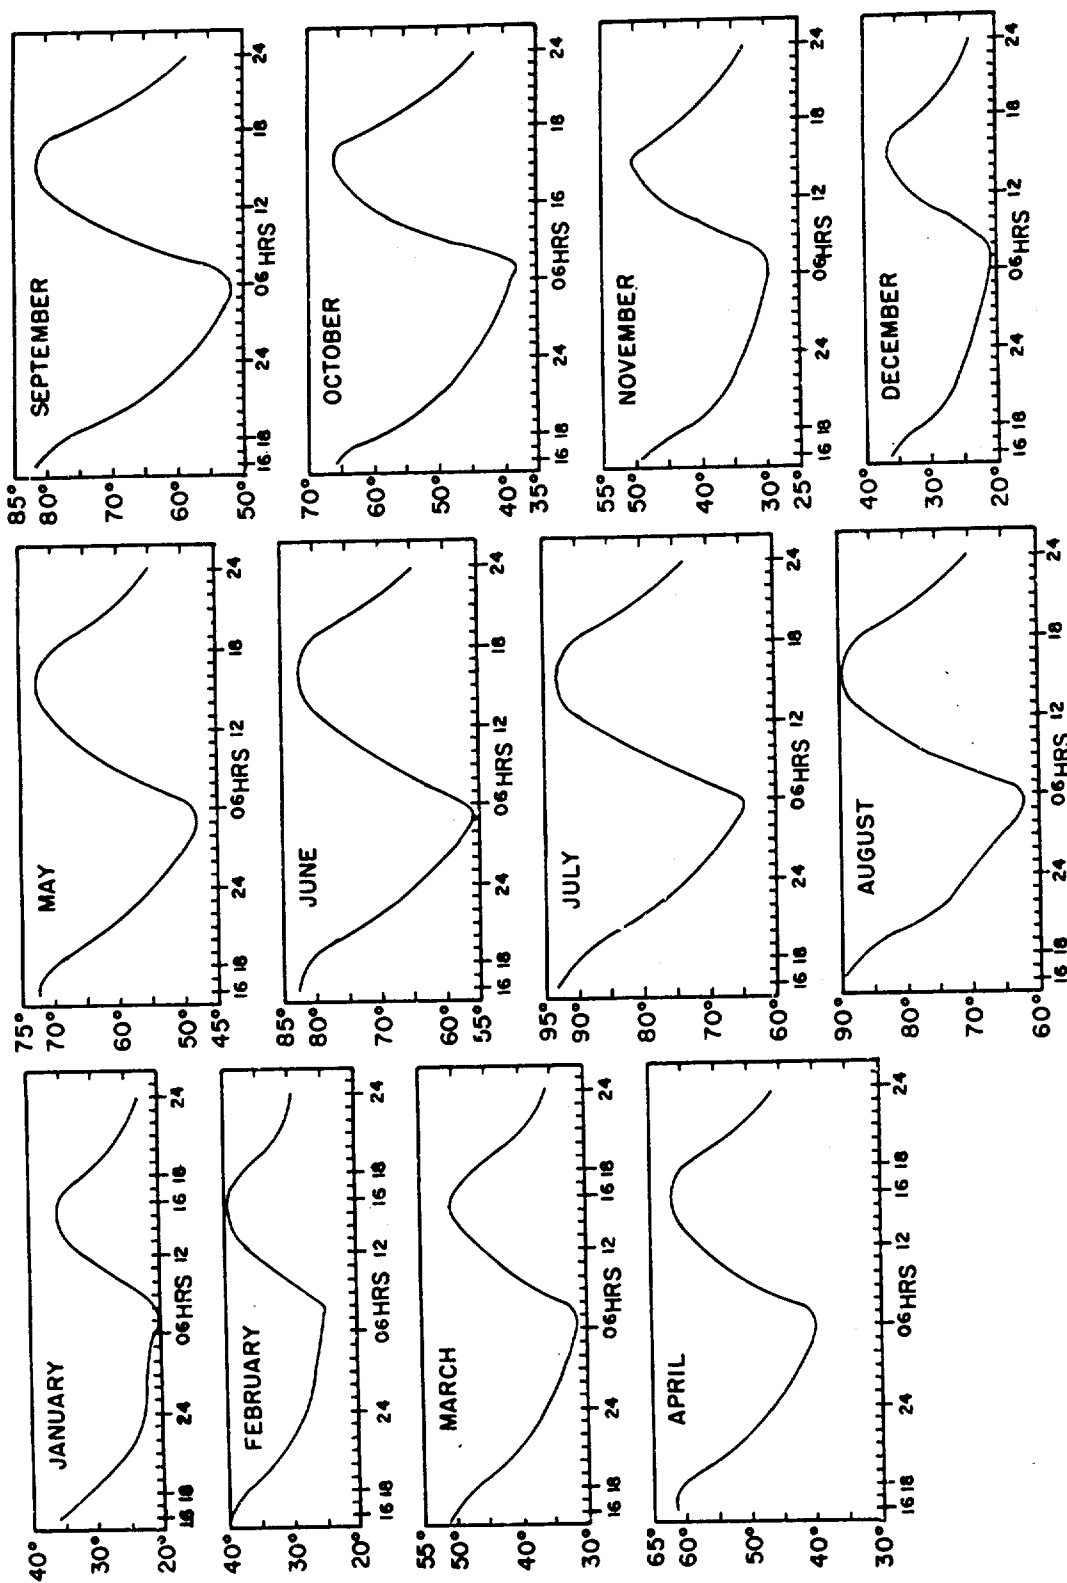 40°
JANUARY
30°
20°
16 18 24 06HRS 12 16 18 24
40°
FEBRUARY
30°
20°
16 18 24 06HRS 12 16 18 24
55°
50°
MARCH
40°
30°
16 18 24 06HRS 12 16 18 24
65°
60°
APRIL
50°
40°
30°
16 18 24 06HRS 12 16 18 24
75°
MAY
70°
60°
50°
45°
16 18 24 06HRS 12 18 24
85°
JUNE
80°
70°
60°
55°
16 18 24 06HRS 12 18 24
95°
JULY
90°
80°
70°
60°
16 18 24 06HRS 12 18 24
90°
AUGUST
80°
70°
60°
16 18 24 06HRS 12 18 24
85°
SEPTEMBER
80°
70°
60°
50°
16 18 24 06HRS 12 18 24
70°
OCTOBER
60°
50°
40°
35°
16 18 24 06HRS 16 18 24
55°
NOVEMBER
50°
40°
30°
25°
16 18 24 06HRS 12 18 24
40°
DECEMBER
30°
20°
16 18 24 06HRS 12 18 24